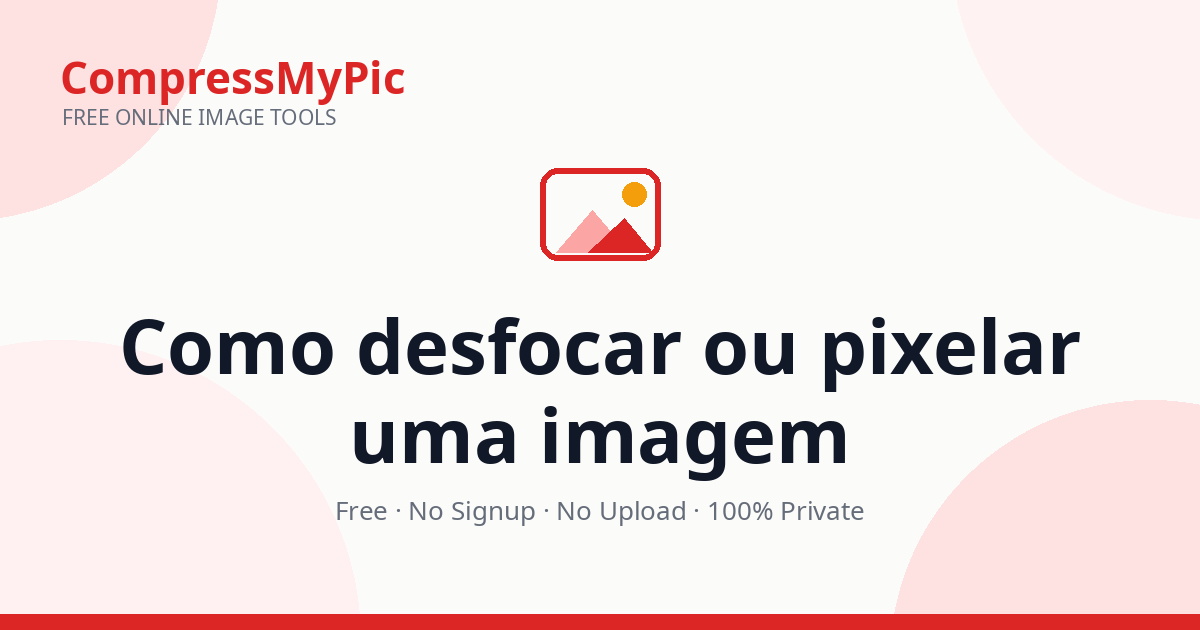 CompressMyPic
FREE ONLINE IMAGE TOOLS
Como desfocar ou pixelar
uma imagem
Free · No Signup · No Upload · 100% Private